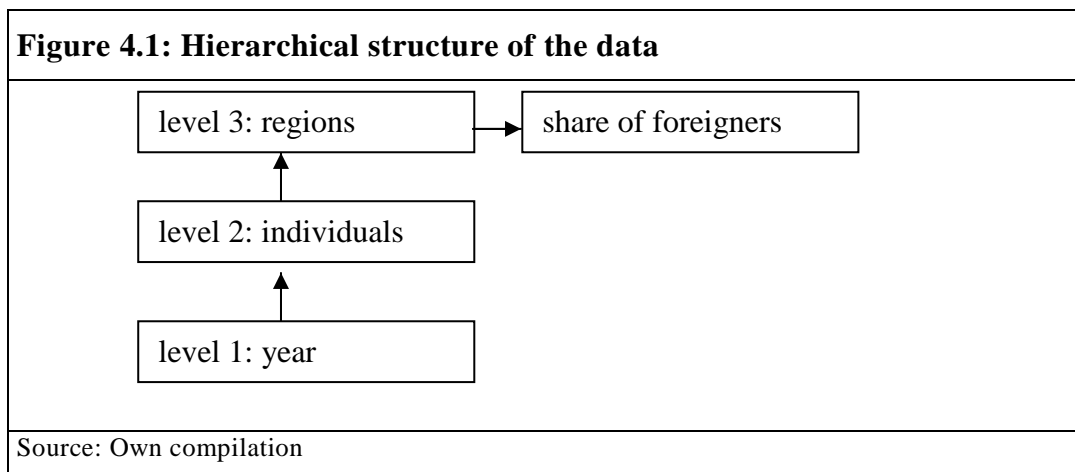 Figure 4.1: Hierarchical structure of the data
level 3: regions
share of foreigners
level 2: individuals
level 1: year
Source: Own compilation